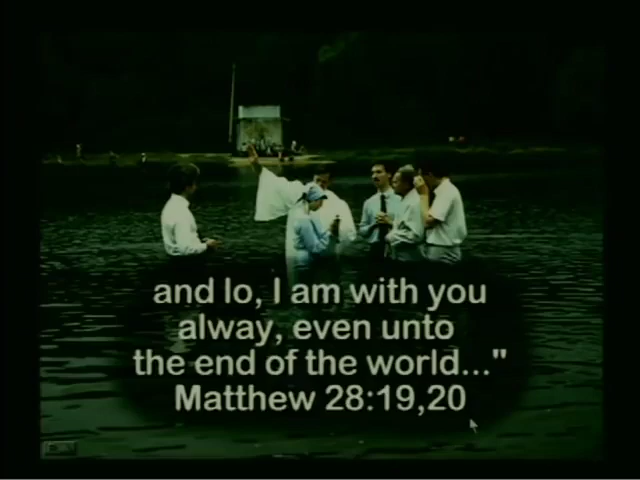 and lo, I am with you
alway, even unto
the end of the world..."
Matthew 28:19,20